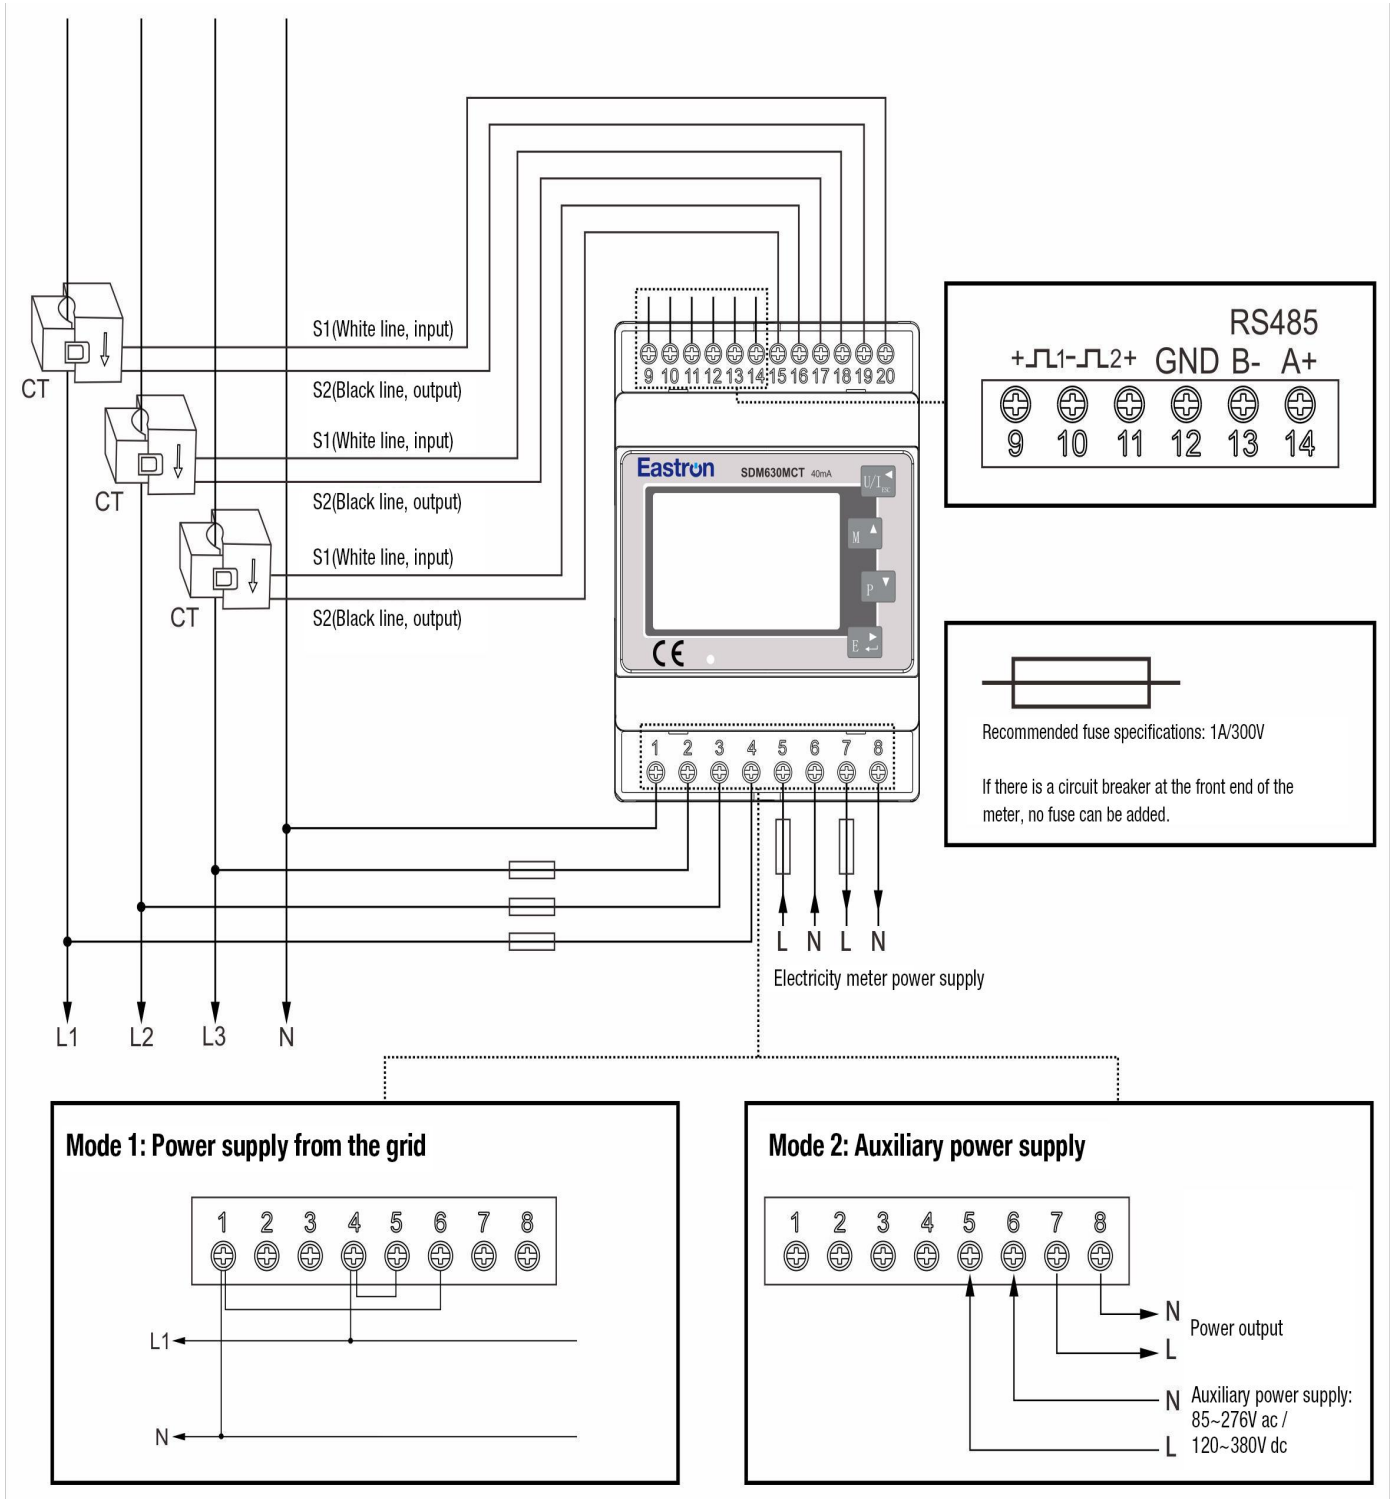 S1(White line, input)
CT
S2(Black line, output)
S1(White line, input)
CT
S2(Black line, output)
S1(White line, input)
CT
S2(Black line, output)
9 10 11 12 13 14 15 16 17 18 19 20
RS485
+ 1- 2+ GND B- A+
9 10 11 12 13 14
Eastron SDM630MCT 40mA
U/I ESC
M
P
E
CE
1 2 3 4 5 6 7 8
Recommended fuse specifications: 1A/300V
If there is a circuit breaker at the front end of the
meter, no fuse can be added.
L N L N
Electricity meter power supply
L1 L2 L3 N
Mode 1: Power supply from the grid
1 2 3 4 5 6 7 8
L1
N
Mode 2: Auxiliary power supply
1 2 3 4 5 6 7 8
N
Power output
L
N Auxiliary power supply:
85~276V ac /
L 120~380V dc